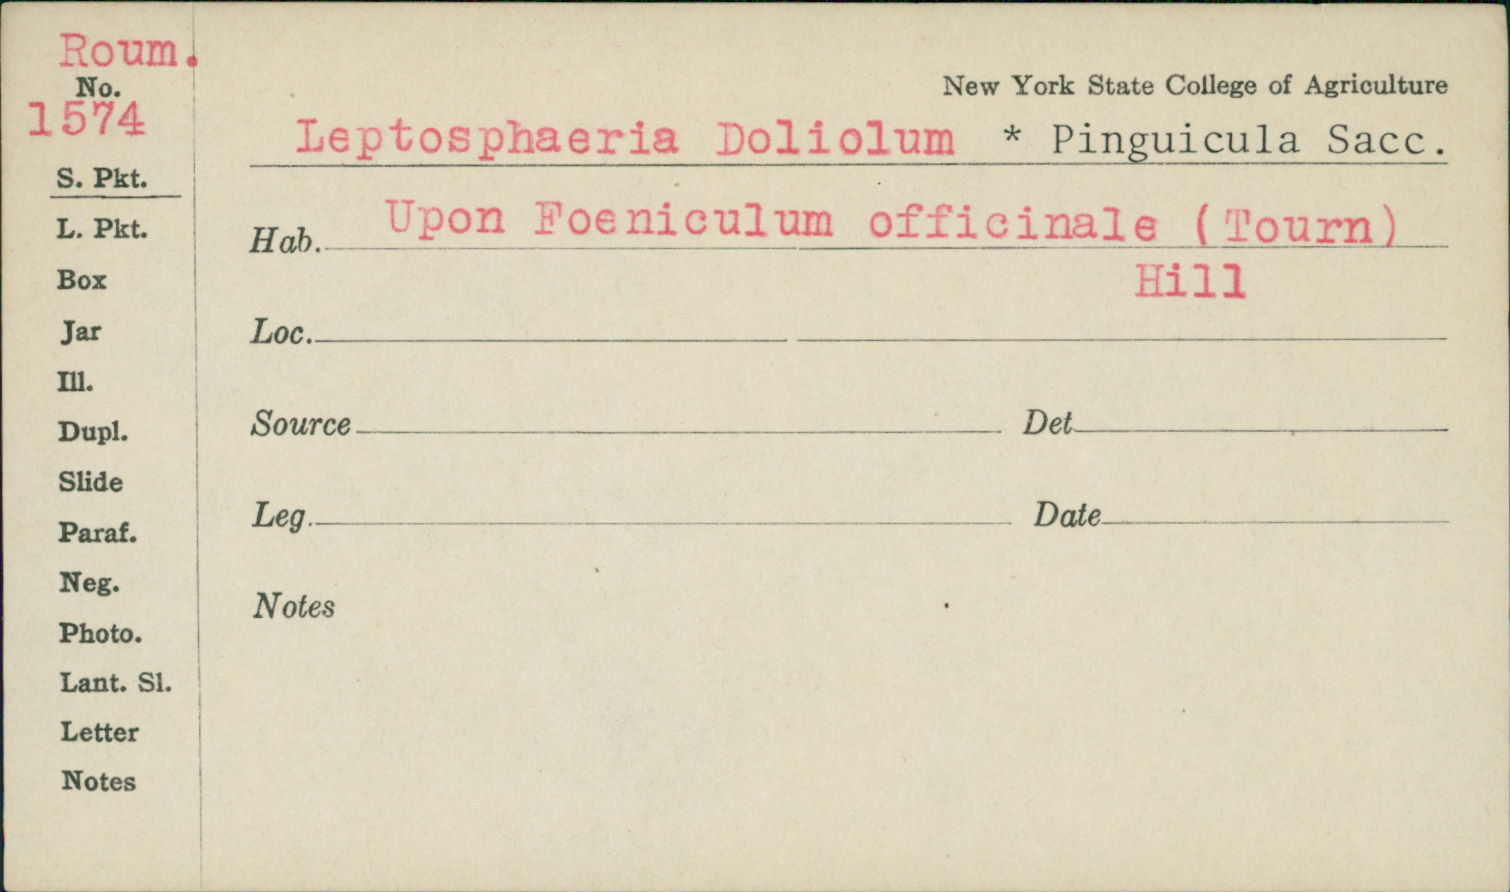 Roum.
No.
1574
New York State College of Agriculture
Leptosphaeria Doliolum * Pinguicula Sacc.
S. Pkt.
L. Pkt.
Hab. Upon Foeniculum officinale (Tourn)
Hill
Box
Jar
Loc.
Ill.
Dupl.
Source Det
Slide
Paraf.
Leg. Date
Neg.
Notes
Photo.
Lant. Sl.
Letter
Notes